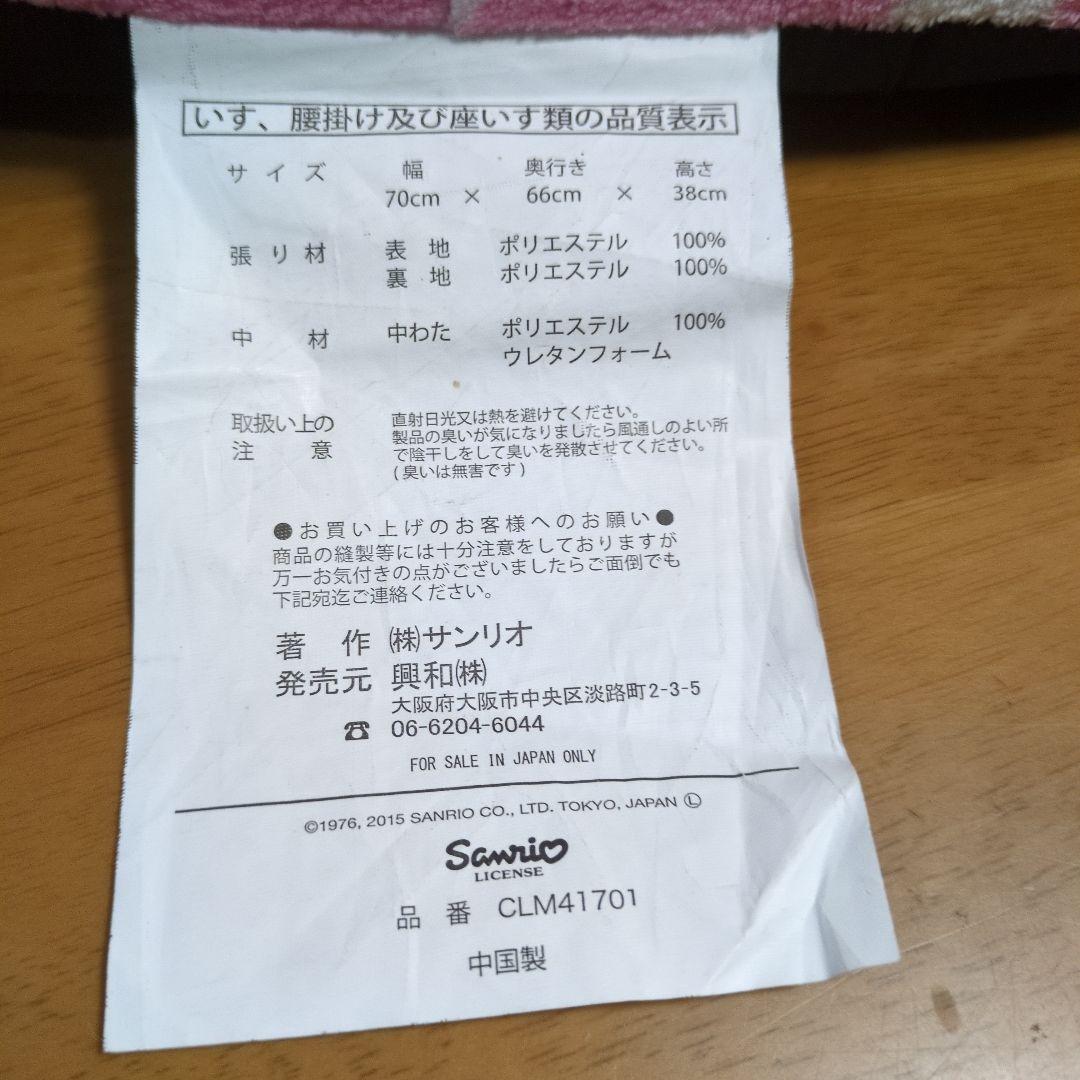 いす、腰掛け及び座いす類の品質表示
サイズ 幅 奥行き 高さ
70cm × 66cm × 38cm
張り材 表地 ポリエステル 100%
裏地 ポリエステル 100%
中材 中わた ポリエステル 100%
ウレタンフォーム
取扱い上の注意
直射日光又は熱を避けてください。
製品の臭いが気になりましたら風通しのよい所
で陰干しをして臭いを発散させてください。
(臭いは無害です)
●お買い上げのお客様へのお願い●
商品の縫製等には十分注意をしておりますが
万一お気付きの点がございましたらご面倒でも
下記宛迄ご連絡ください。
著作 ㈱サンリオ
発売元 興和㈱
大阪府大阪市中央区淡路町2-3-5
☎ 06-6204-6044
FOR SALE IN JAPAN ONLY
©1976, 2015 SANRIO CO., LTD. TOKYO, JAPAN Ⓛ
Sanrio
LICENSE
品番 CLM41701
中国製